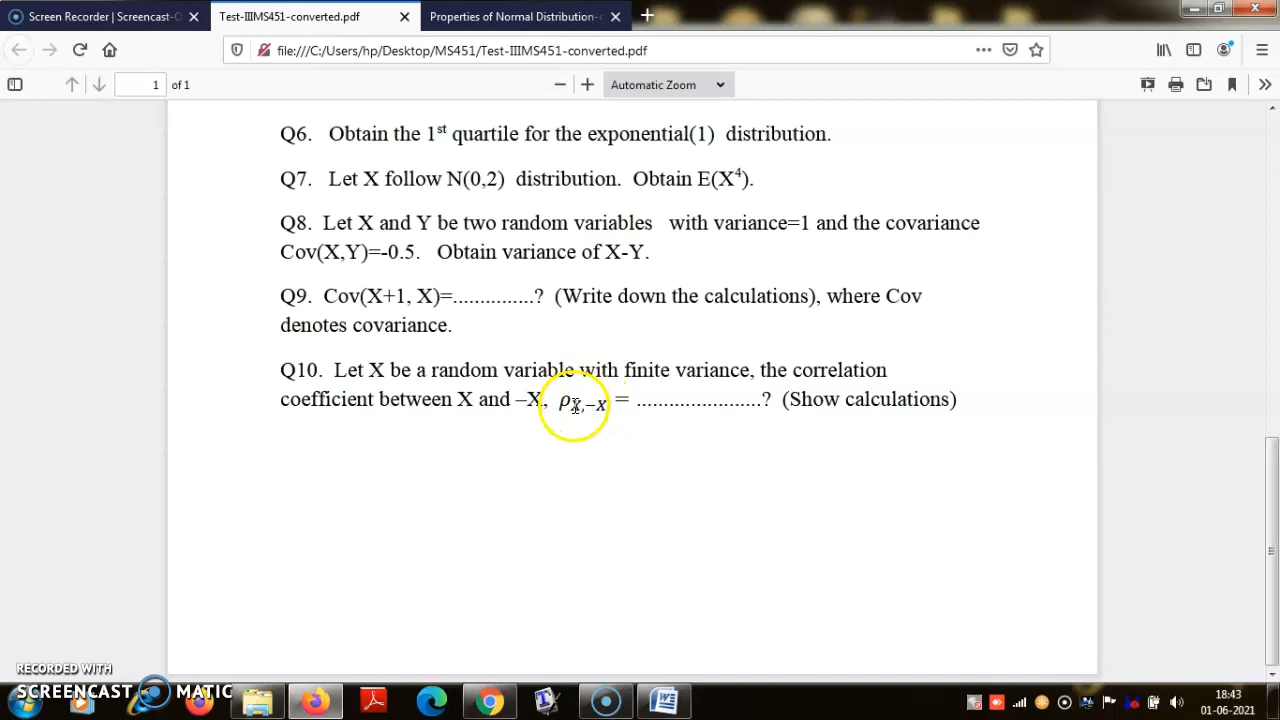 Screen Recorder | Screencast-O
Test-IIIMS451-converted.pdf
Properties of Normal Distribution-c
file:///C:/Users/hp/Desktop/MS451/Test-IIIMS451-converted.pdf
1 of 1
Automatic Zoom
Q6. Obtain the 1st quartile for the exponential(1) distribution.
Q7. Let X follow N(0,2) distribution. Obtain E(X⁴).
Q8. Let X and Y be two random variables with variance=1 and the covariance
Cov(X,Y)=-0.5. Obtain variance of X-Y.
Q9. Cov(X+1, X)=...............? (Write down the calculations), where Cov
denotes covariance.
Q10. Let X be a random variable with finite variance, the correlation
coefficient between X and –X, ρX,−X = .......................? (Show calculations)
RECORDED WITH
SCREENCAST MATIC
18:43
01-06-2021